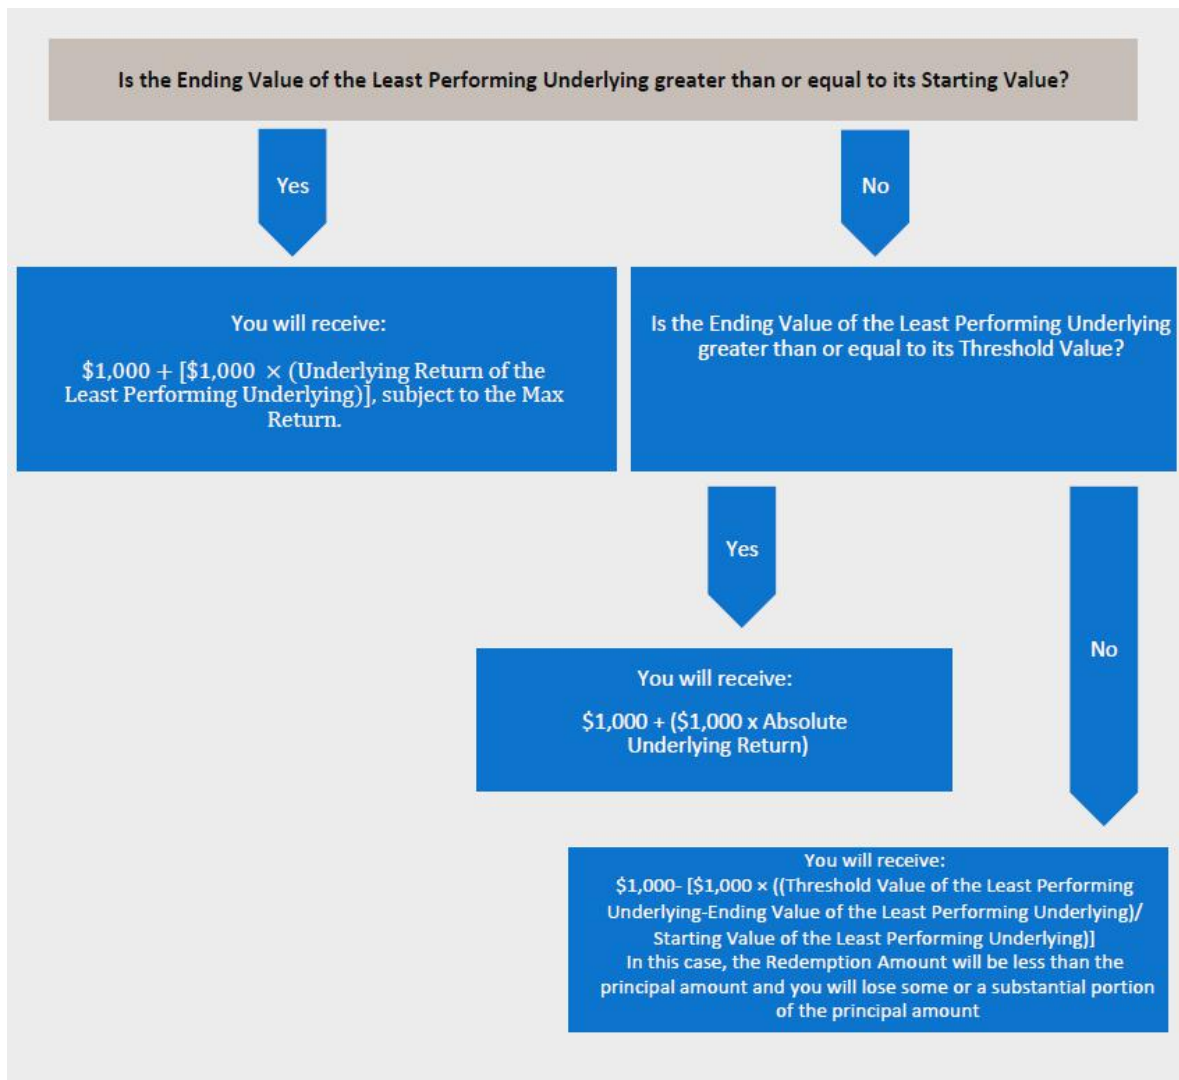 Is the Ending Value of the Least Performing Underlying greater than or equal to its Starting Value?
Yes
No
You will receive:
$1,000 + [$1,000 × (Underlying Return of the
Least Performing Underlying)], subject to the Max
Return.
Is the Ending Value of the Least Performing Underlying
greater than or equal to its Threshold Value?
Yes
No
You will receive:
$1,000 + ($1,000 x Absolute
Underlying Return)
You will receive:
$1,000- [$1,000 × ((Threshold Value of the Least Performing
Underlying-Ending Value of the Least Performing Underlying)/
Starting Value of the Least Performing Underlying)]
In this case, the Redemption Amount will be less than the
principal amount and you will lose some or a substantial portion
of the principal amount